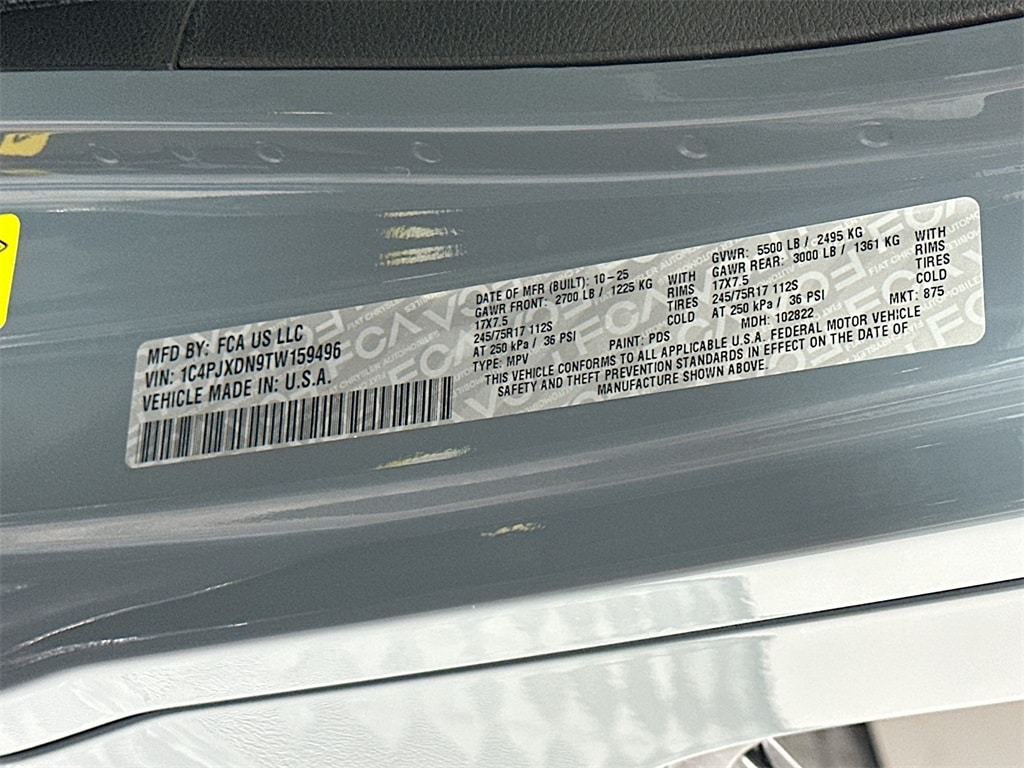 MFD BY: FCA US LLC
VIN: 1C4PJXDN9TW159496
VEHICLE MADE IN: U.S.A.
DATE OF MFR (BUILT): 10-25
GAWR FRONT: 2700 LB / 1225 KG WITH
17X7.5 RIMS
245/75R17 112S TIRES
AT 250 kPa / 36 PSI COLD
TYPE: MPV PAINT: PDS
GVWR: 5500 LB / 2495 KG
GAWR REAR: 3000 LB / 1361 KG WITH
17X7.5 RIMS
245/75R17 112S TIRES
AT 250 kPa / 36 PSI COLD
MDH: 102822 MKT: 875
THIS VEHICLE CONFORMS TO ALL APPLICABLE U.S.A. FEDERAL MOTOR VEHICLE
SAFETY AND THEFT PREVENTION STANDARDS IN EFFECT ON THE DATE OF
MANUFACTURE SHOWN ABOVE.